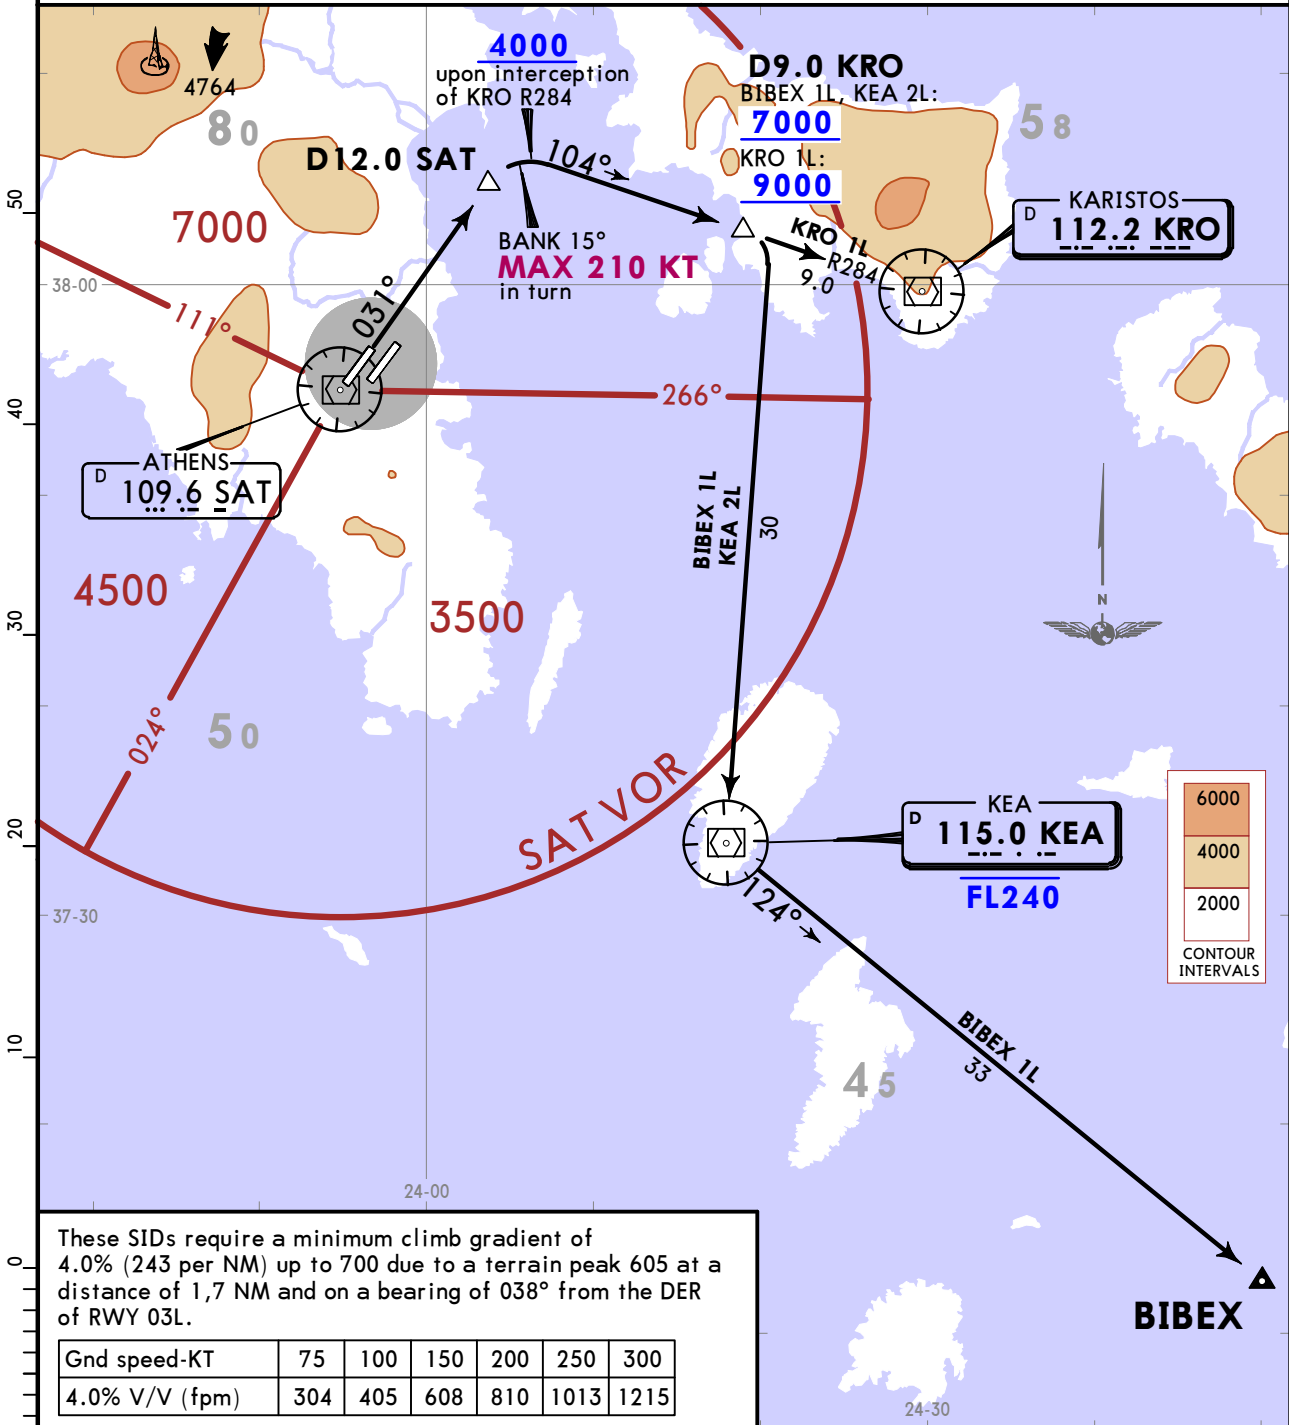 4000
upon interception
of KRO R284
D9.0 KRO
BIBEX 1L, KEA 2L:
7000
KRO 1L:
9000
4764
80
58
D12.0 SAT
104°
50
7000
BANK 15°
MAX 210 KT
in turn
KRO 1L
R284
9.0
D KARISTOS
112.2 KRO
38-00
111°
031°
266°
40
D ATHENS
109.6 SAT
BIBEX 1L
KEA 2L
30
4500
3500
30
N
024°
50
SAT VOR
20
D KEA
115.0 KEA
FL240
124°
6000
4000
2000
CONTOUR
INTERVALS
37-30
10
45
BIBEX 1L
33
24-00
0
BIBEX
These SIDs require a minimum climb gradient of
4.0% (243 per NM) up to 700 due to a terrain peak 605 at a
distance of 1,7 NM and on a bearing of 038° from the DER
of RWY 03L.
Gnd speed-KT 75 100 150 200 250 300
4.0% V/V (fpm) 304 405 608 810 1013 1215
24-30